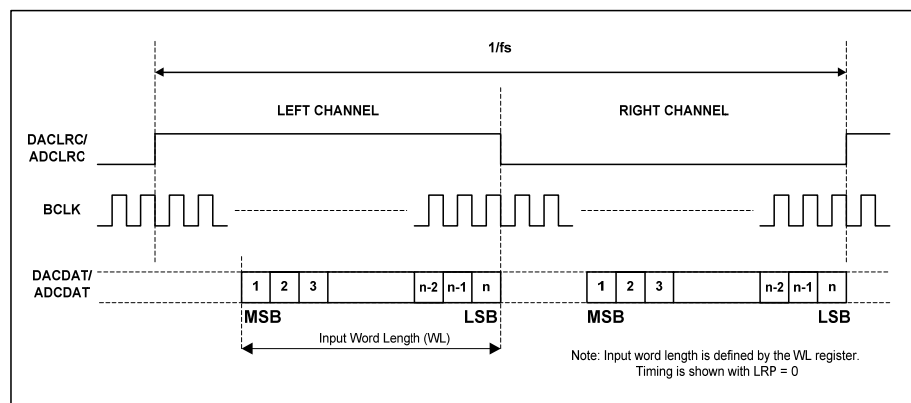 1/fs
LEFT CHANNEL
RIGHT CHANNEL
DACLRC/
ADCLRC
BCLK
DACDAT/
ADCDAT
1 2 3 n-2 n-1 n 1 2 3 n-2 n-1 n
MSB LSB MSB LSB
Input Word Length (WL)
Note: Input word length is defined by the WL register.
Timing is shown with LRP = 0